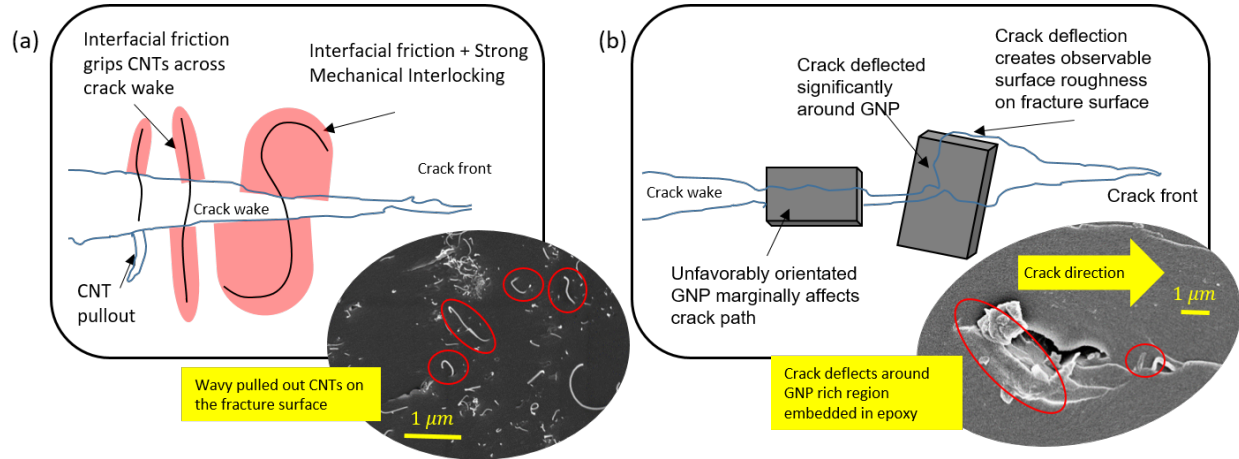 (a)
Interfacial friction
grips CNTs across
crack wake
Interfacial friction + Strong
Mechanical Interlocking
Crack front
Crack wake
CNT
pullout
Wavy pulled out CNTs on
the fracture surface
1 μm
(b)
Crack deflected
significantly
around GNP
Crack deflection
creates observable
surface roughness
on fracture surface
Crack wake
Crack front
Unfavorably orientated
GNP marginally affects
crack path
Crack direction
1 μm
Crack deflects around
GNP rich region
embedded in epoxy